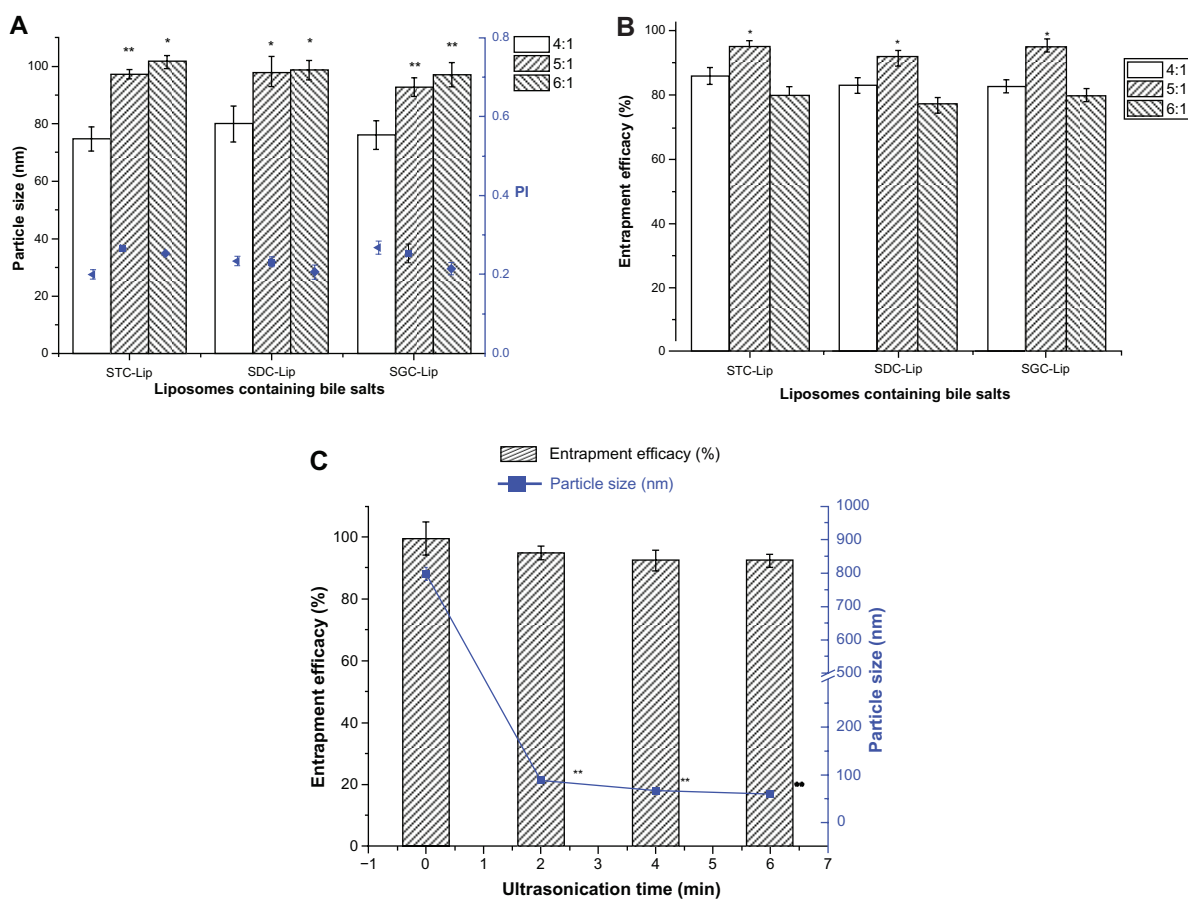 A
Particle size (nm)
100
80
60
40
20
0
** * * * ** **
4:1
5:1
6:1
0.8
0.6
0.4
0.2
0.0
PI
STC-Lip SDC-Lip SGC-Lip
Liposomes containing bile salts
B
Entrapment efficacy (%)
100
80
60
40
20
0
* * *
4:1
5:1
6:1
STC-Lip SDC-Lip SGC-Lip
Liposomes containing bile salts
C
Entrapment efficacy (%)
Particle size (nm)
Entrapment efficacy (%)
100
80
60
40
20
0
** **
1000
900
800
700
600
500
200
100
0
Particle size (nm)
−1 0 1 2 3 4 5 6 7
Ultrasonication time (min)